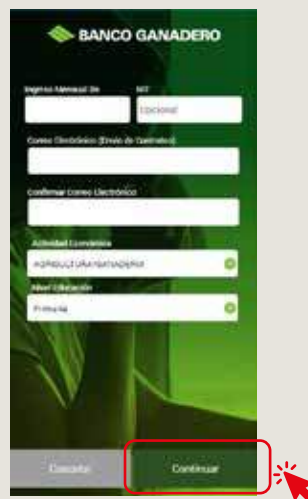 BANCO GANADERO
Ingreso Mensual Bs
NIT
Opcional
Correo Electrónico (Envío de Contratos)
Confirmar Correo Electrónico
Actividad Económica
AGRICULTURA/GANADERIA
Nivel Educación
Primaria
Cancelar
Continuar